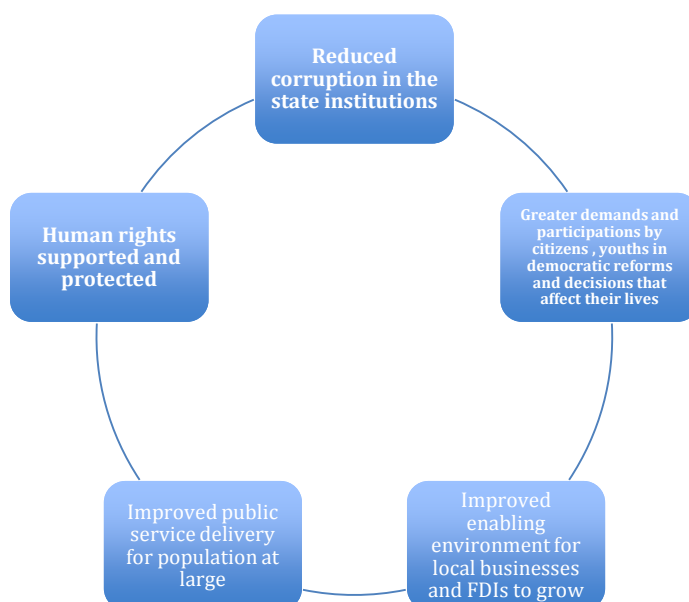 Reduced
corruption in the
state institutions
Greater demands and
participations by
citizens , youths in
democratic reforms
and decisions that
affect their lives
Improved
enabling
environment for
local businesses
and FDIs to grow
Improved public
service delivery
for population at
large
Human rights
supported and
protected